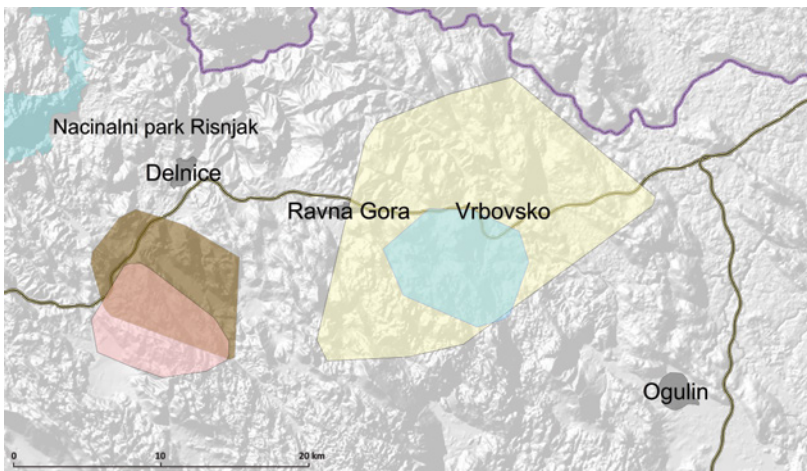 Nacinalni park Risnjak
Delnice
Ravna Gora
Vrbovsko
Ogulin
0
10
20 km